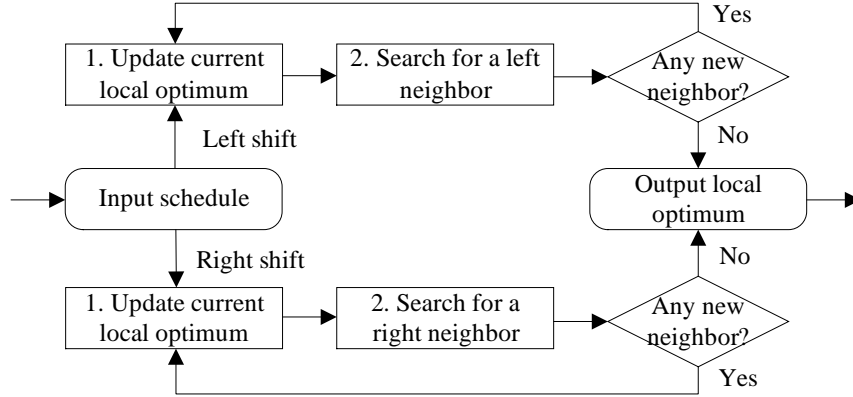 Yes
1. Update current
local optimum
2. Search for a left
neighbor
Any new
neighbor?
Left shift
No
Input schedule
Output local
optimum
Right shift
No
1. Update current
local optimum
2. Search for a
right neighbor
Any new
neighbor?
Yes